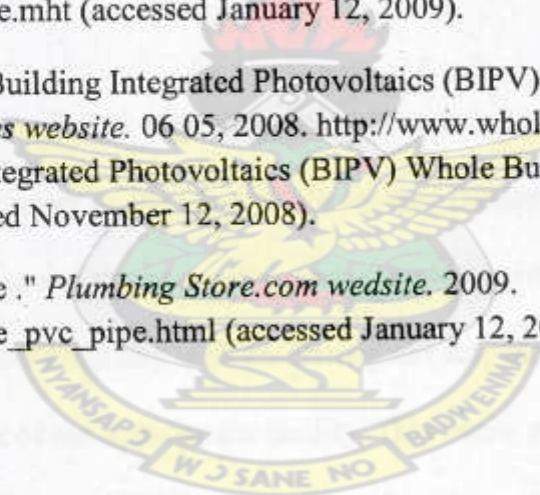 e.mht (accessed January 12, 2009).
Building Integrated Photovoltaics (BIPV)
es website. 06 05, 2008. http://www.whol
tegrated Photovoltaics (BIPV) Whole Bu
ed November 12, 2008).
e ." Plumbing Store.com wedsite. 2009.
e_pvc_pipe.html (accessed January 12, 2
NYANSAPƆ WƆ SANE NO BADWENMA